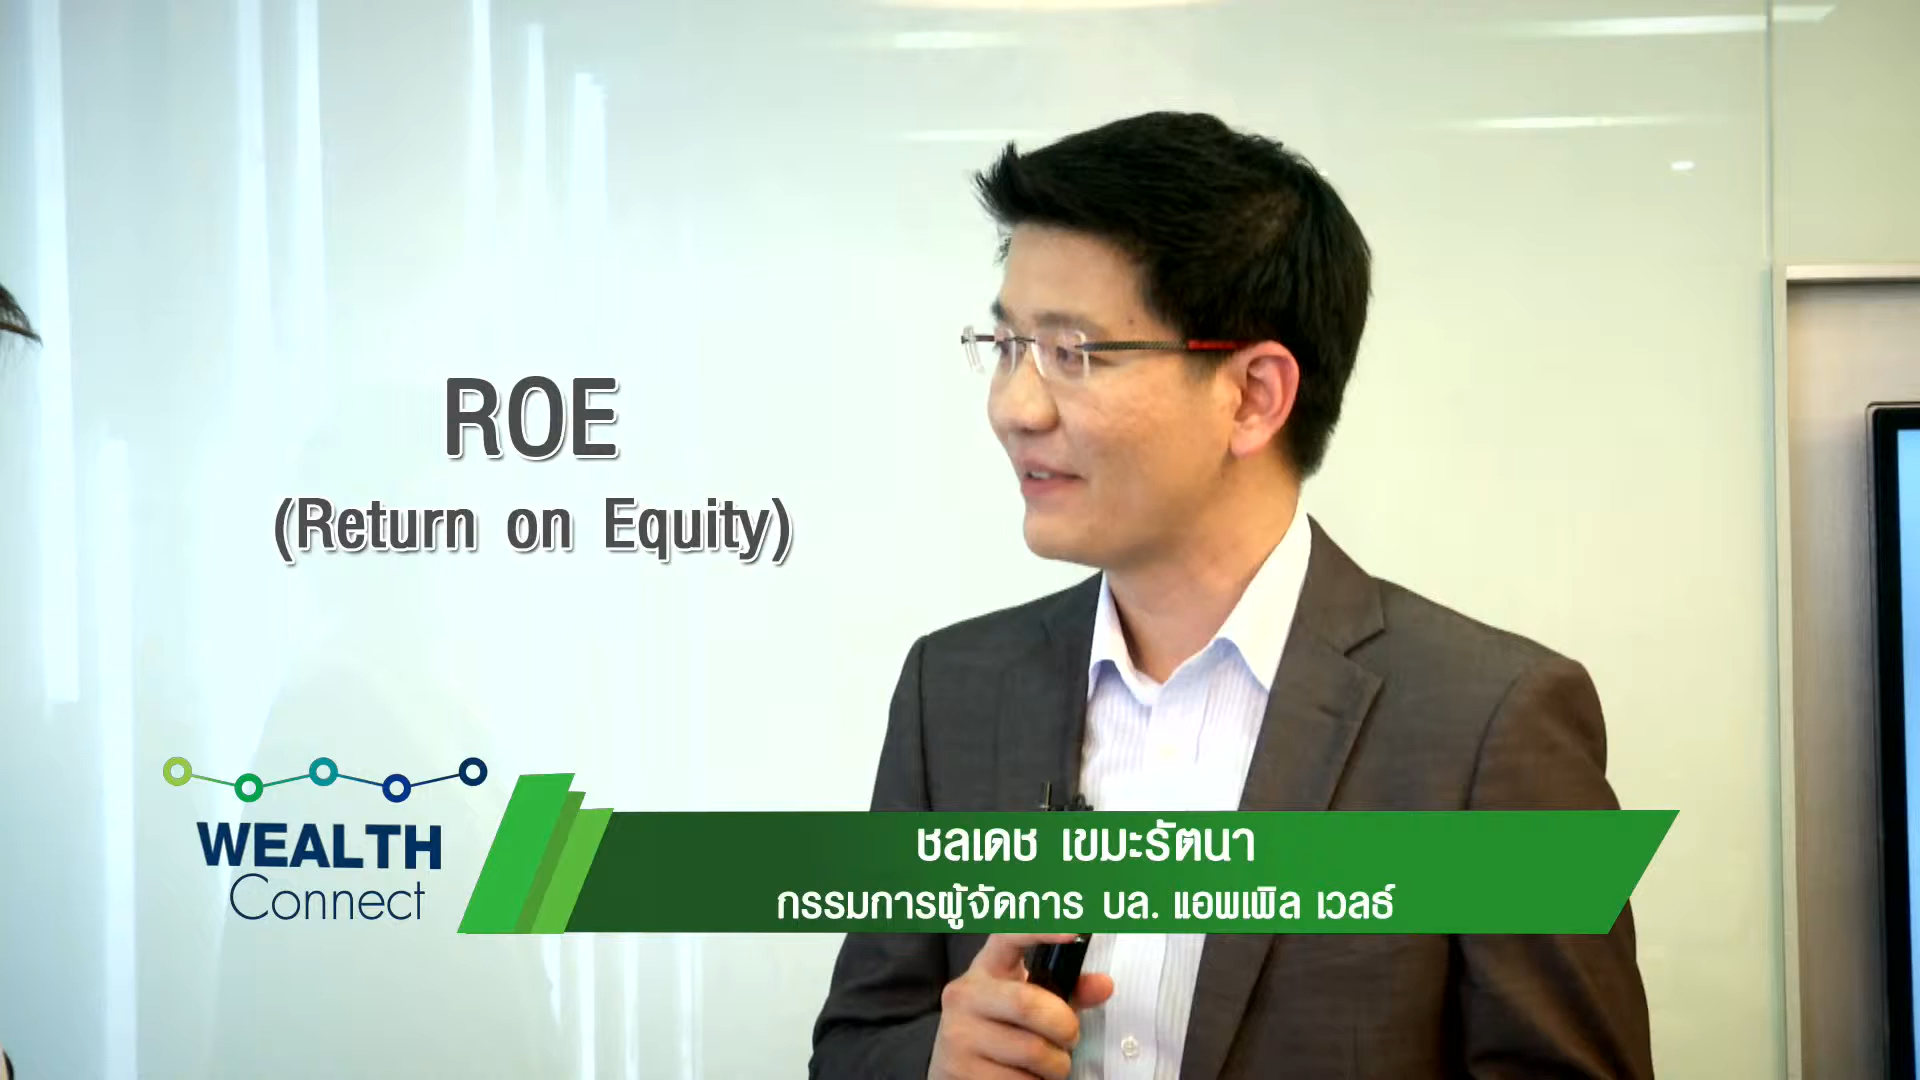 ROE
(Return on Equity)
WEALTH
Connect
ชลเดช เขมะรัตนา
กรรมการผู้จัดการ บล. แอพเพิล เวลธ์